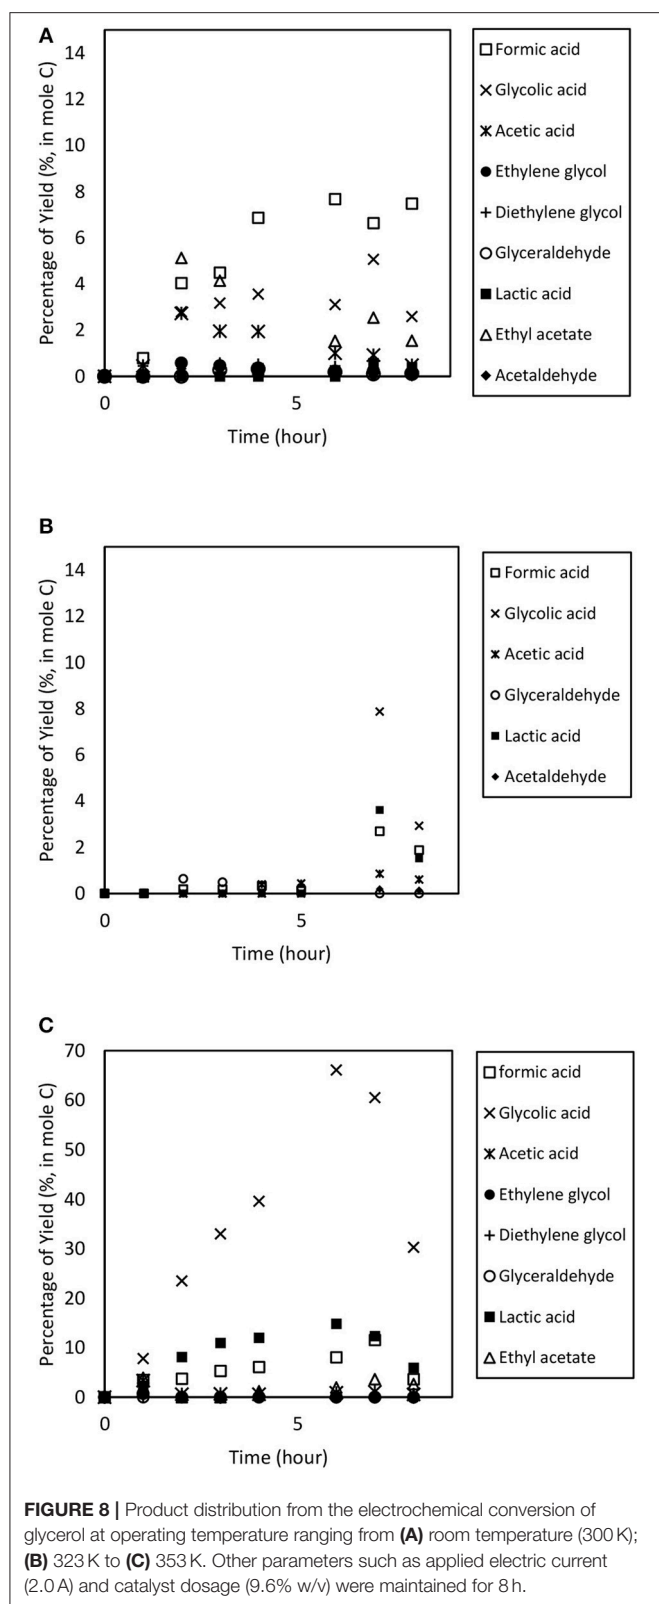 A
Percentage of Yield (%, in mole C)
14
12
10
8
6
4
2
0
0
5
Time (hour)
Formic acid
Glycolic acid
Acetic acid
Ethylene glycol
Diethylene glycol
Glyceraldehyde
Lactic acid
Ethyl acetate
Acetaldehyde
B
Percentage of Yield (%, in mole C)
14
12
10
8
6
4
2
0
0
5
Time (hour)
Formic acid
Glycolic acid
Acetic acid
Glyceraldehyde
Lactic acid
Acetaldehyde
C
Percentage of Yield (%, in mole C)
70
60
50
40
30
20
10
0
0
5
Time (hour)
formic acid
Glycolic acid
Acetic acid
Ethylene glycol
Diethylene glycol
Glyceraldehyde
Lactic acid
Ethyl acetate
FIGURE 8 | Product distribution from the electrochemical conversion of
glycerol at operating temperature ranging from (A) room temperature (300 K);
(B) 323 K to (C) 353 K. Other parameters such as applied electric current
(2.0 A) and catalyst dosage (9.6% w/v) were maintained for 8 h.